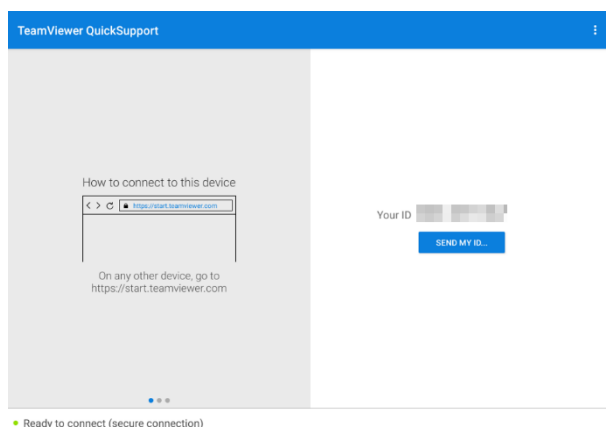 TeamViewer QuickSupport
How to connect to this device
https://start.teamviewer.com
On any other device, go to
https://start.teamviewer.com
Your ID
SEND MY ID...
Ready to connect (secure connection)